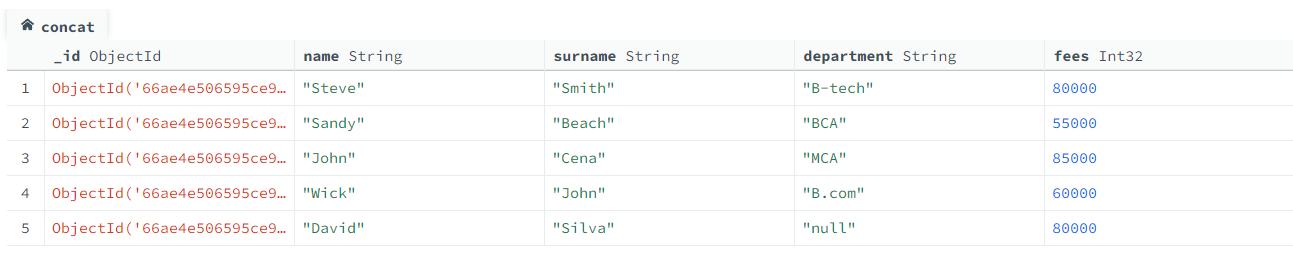 concat
_id ObjectId name String surname String department String fees Int32
1 ObjectId('66ae4e506595ce9… "Steve" "Smith" "B-tech" 80000
2 ObjectId('66ae4e506595ce9… "Sandy" "Beach" "BCA" 55000
3 ObjectId('66ae4e506595ce9… "John" "Cena" "MCA" 85000
4 ObjectId('66ae4e506595ce9… "Wick" "John" "B.com" 60000
5 ObjectId('66ae4e506595ce9… "David" "Silva" "null" 80000